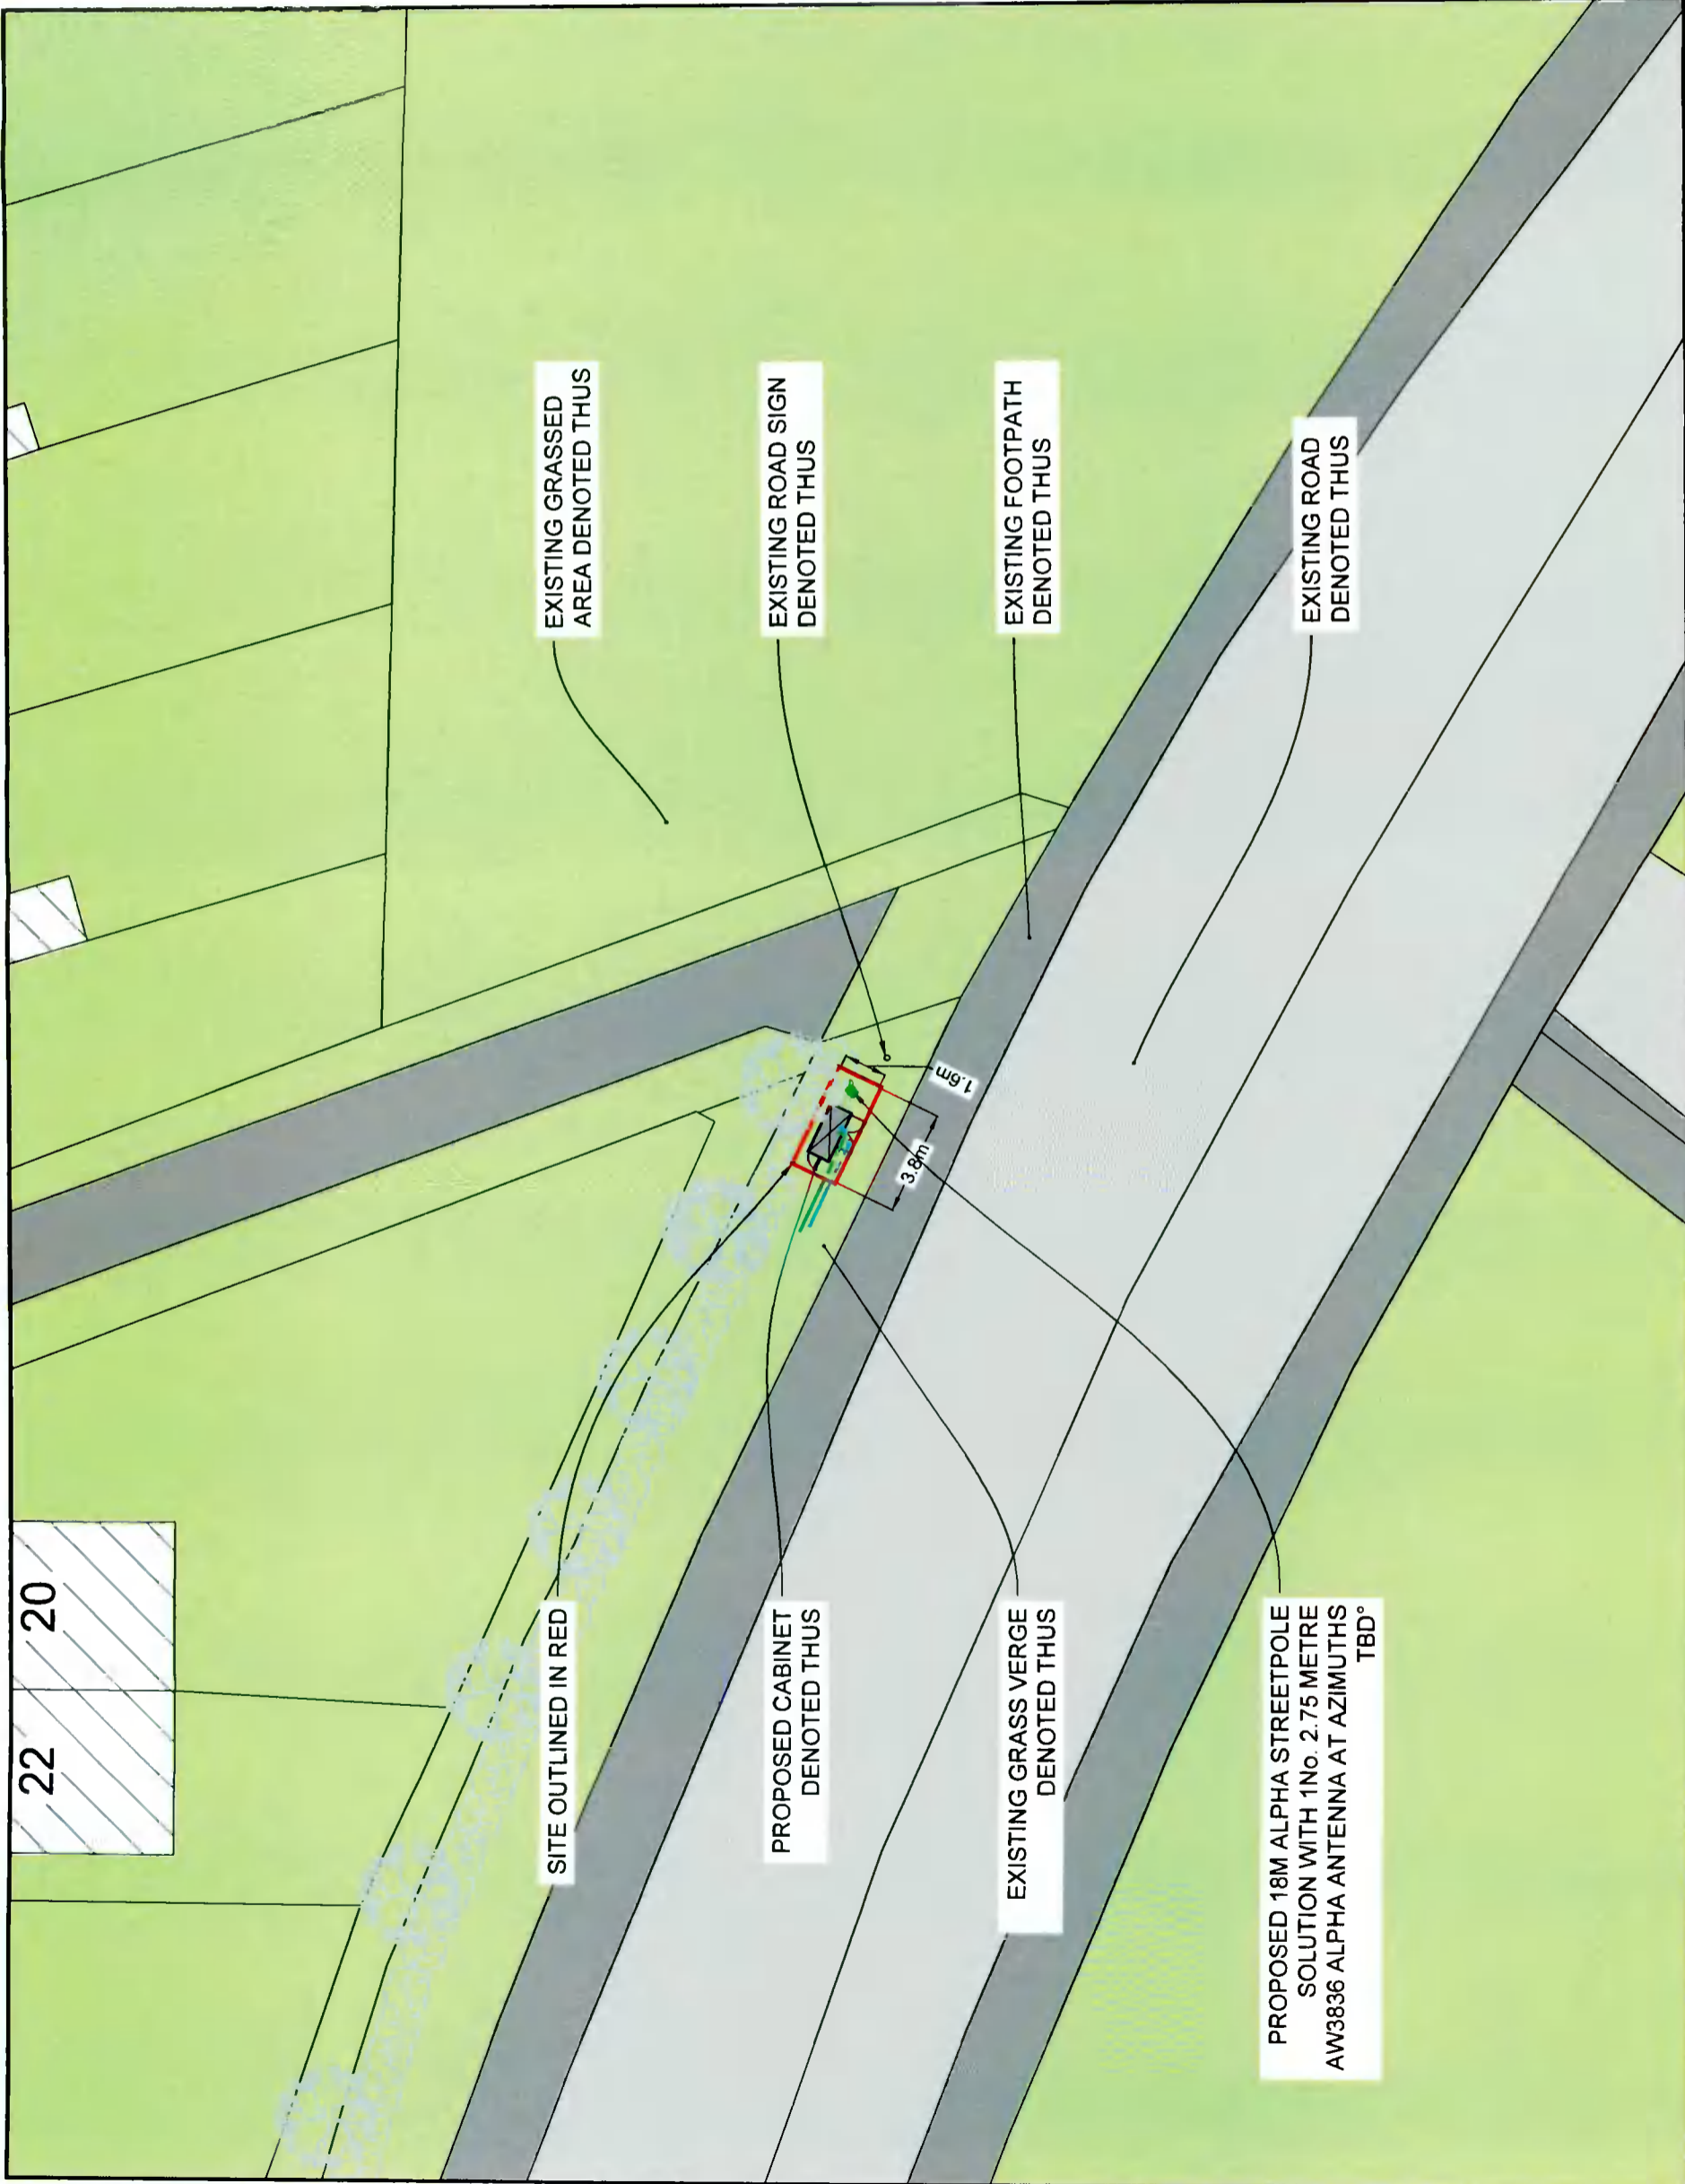 22
20
SITE OUTLINED IN RED
PROPOSED CABINET
DENOTED THUS
EXISTING GRASS VERGE
DENOTED THUS
PROPOSED 18M ALPHA STREETPOLE
SOLUTION WITH 1No. 2.75 METRE
AW3836 ALPHA ANTENNA AT AZIMUTHS
TBD°
3.8m
1.6m
EXISTING GRASSED
AREA DENOTED THUS
EXISTING ROAD SIGN
DENOTED THUS
EXISTING FOOTPATH
DENOTED THUS
EXISTING ROAD
DENOTED THUS